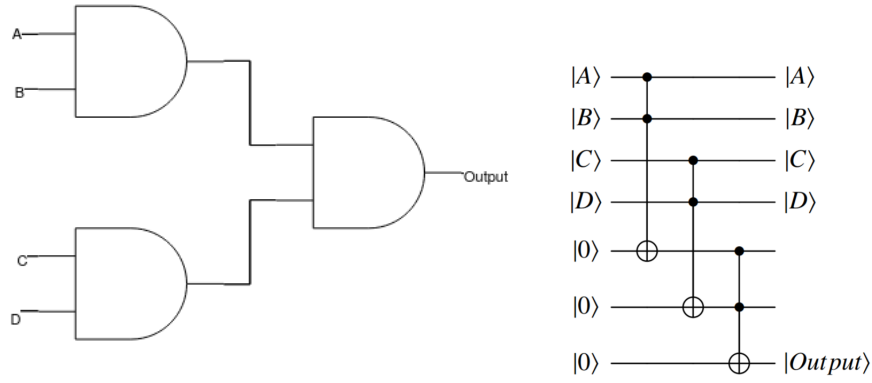 A
B
C
D
Output
|A⟩ |A⟩
|B⟩ |B⟩
|C⟩ |C⟩
|D⟩ |D⟩
|0⟩
|0⟩
|0⟩ |Output⟩